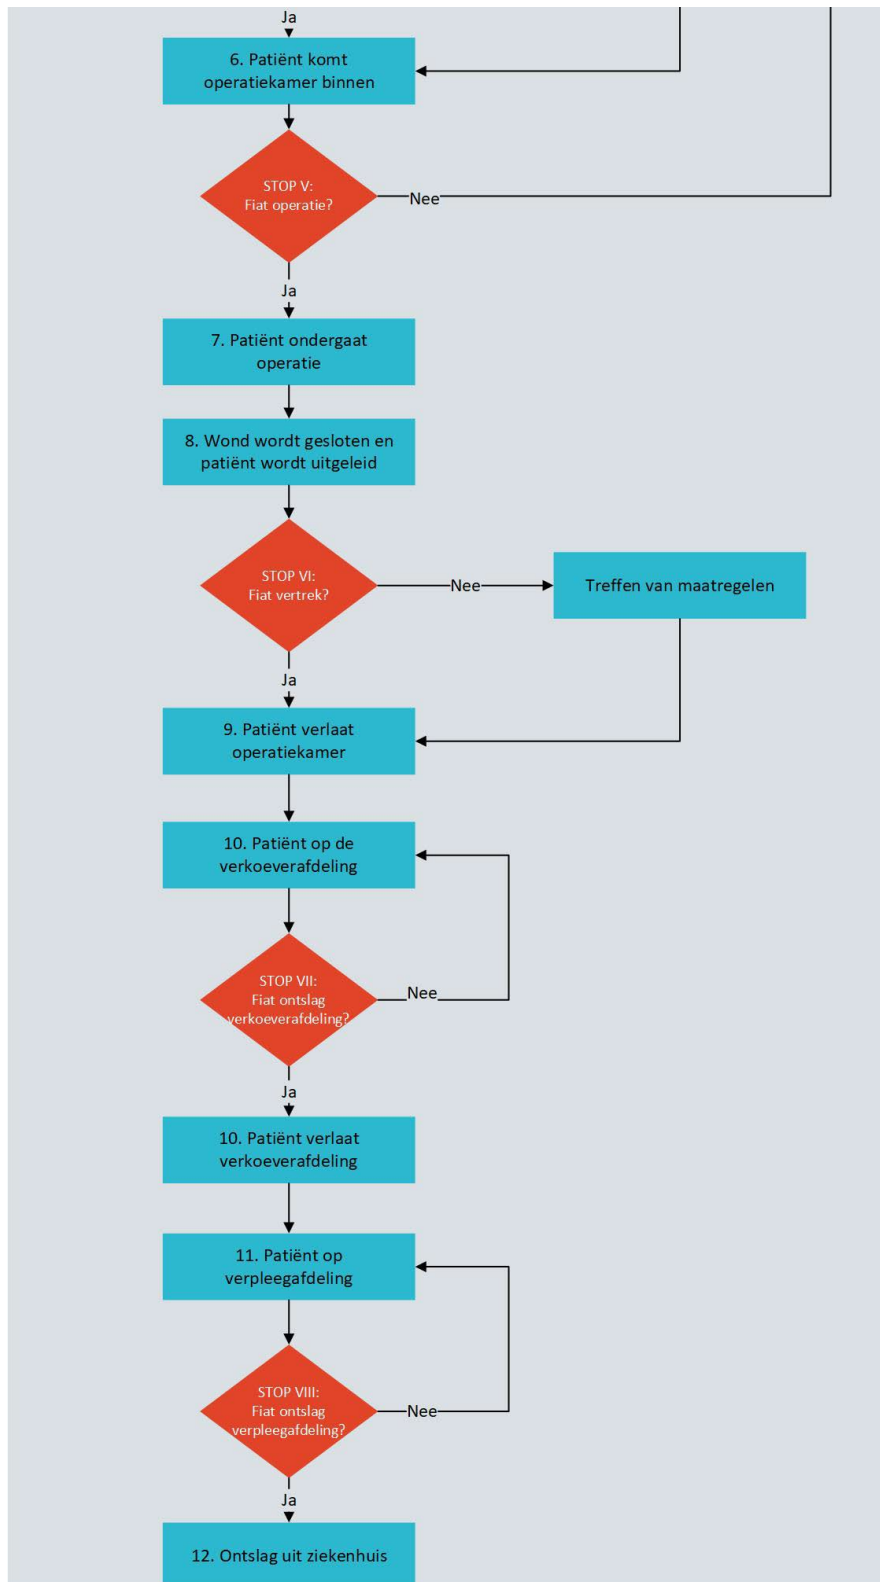 Ja
6. Patiënt komt
operatiekamer binnen
STOP V:
Fiat operatie?
Nee
Ja
7. Patiënt ondergaat
operatie
8. Wond wordt gesloten en
patiënt wordt uitgeleid
STOP VI:
Fiat vertrek?
Nee
Treffen van maatregelen
Ja
9. Patiënt verlaat
operatiekamer
10. Patiënt op de
verkoeverafdeling
STOP VII:
Fiat ontslag
verkoeverafdeling?
Nee
Ja
10. Patiënt verlaat
verkoeverafdeling
11. Patiënt op
verpleegafdeling
STOP VIII:
Fiat ontslag
verpleegafdeling?
Nee
Ja
12. Ontslag uit ziekenhuis